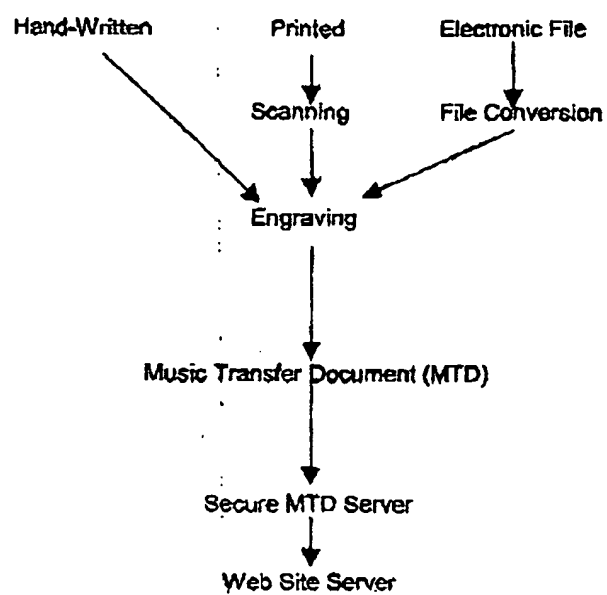 Hand-Written Printed Electronic File
Scanning File Conversion
Engraving
Music Transfer Document (MTD)
Secure MTD Server
Web Site Server